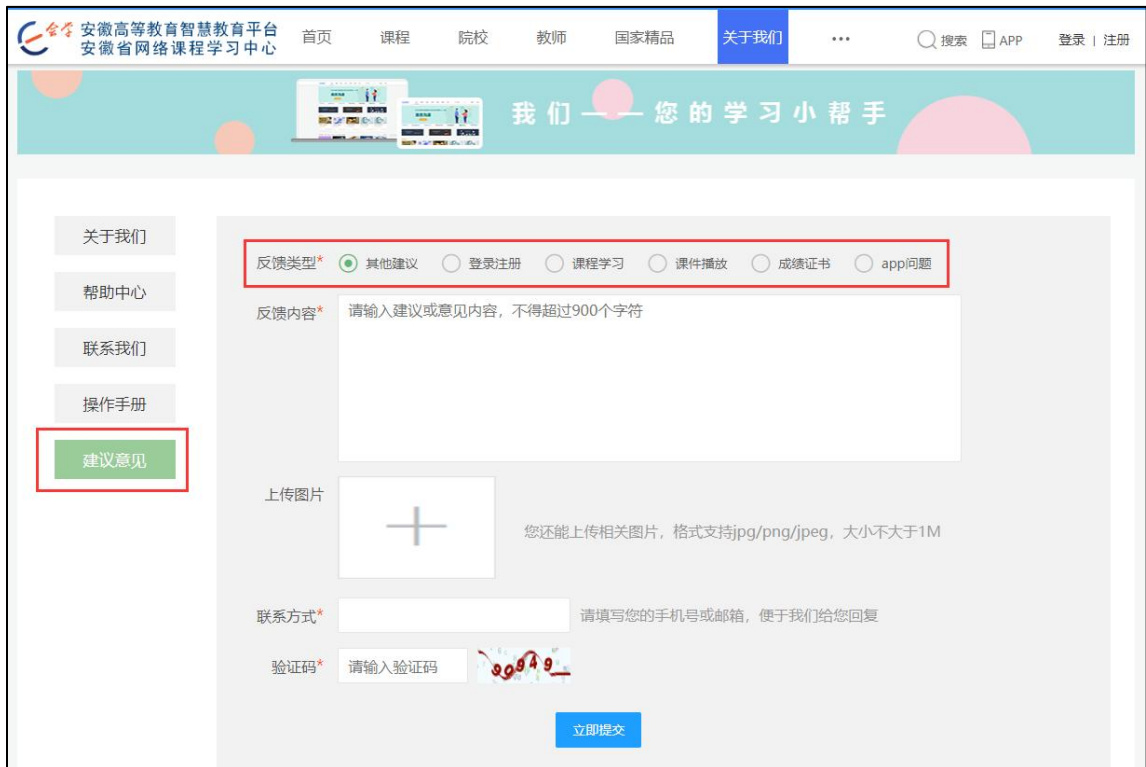 会学 安徽高等教育智慧教育平台
安徽省网络课程学习中心
首页 课程 院校 教师 国家精品 关于我们 ••• 搜索 APP 登录 | 注册
我们——您的学习小帮手
关于我们
帮助中心
联系我们
操作手册
建议意见
反馈类型* 其他建议 登录注册 课程学习 课件播放 成绩证书 app问题
反馈内容* 请输入建议或意见内容，不得超过900个字符
上传图片 您还能上传相关图片，格式支持jpg/png/jpeg，大小不大于1M
联系方式* 请填写您的手机号或邮箱，便于我们给您回复
验证码* 请输入验证码 90949
立即提交